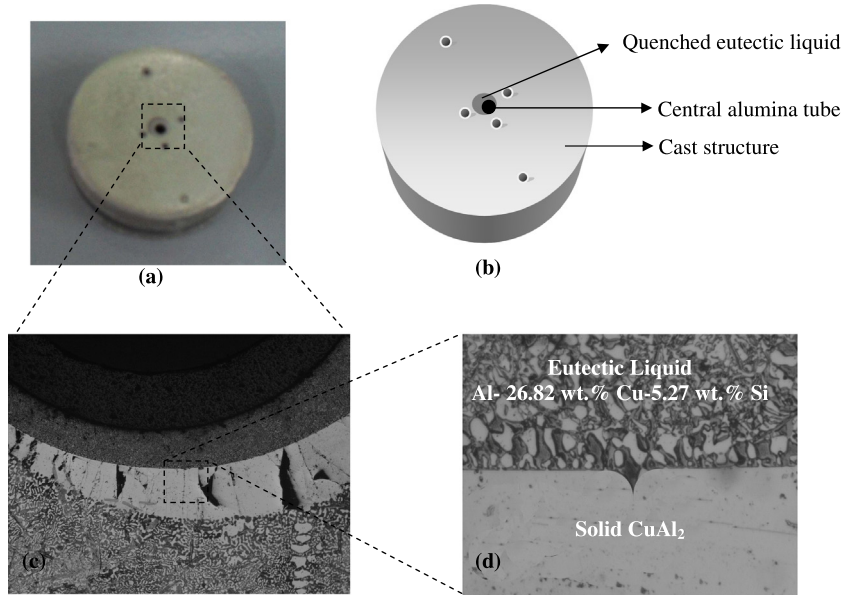 Quenched eutectic liquid
Central alumina tube
Cast structure
(a)
(b)
Eutectic Liquid
Al- 26.82 wt.% Cu-5.27 wt.% Si
Solid CuAl₂
(c)
(d)